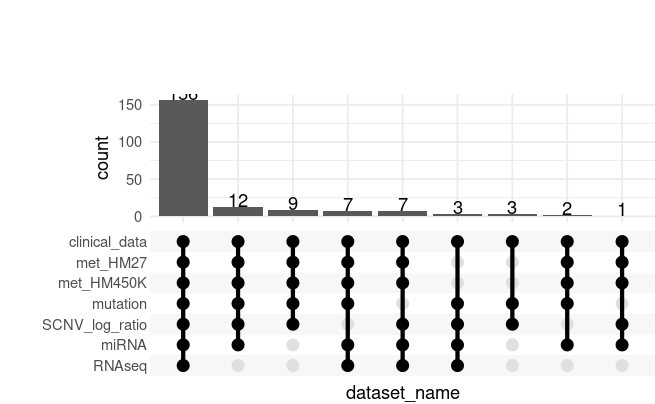 156
150
100
50
0
count
12 9 7 7 3 3 2 1
clinical_data
met_HM27
met_HM450K
mutation
SCNV_log_ratio
miRNA
RNAseq
dataset_name